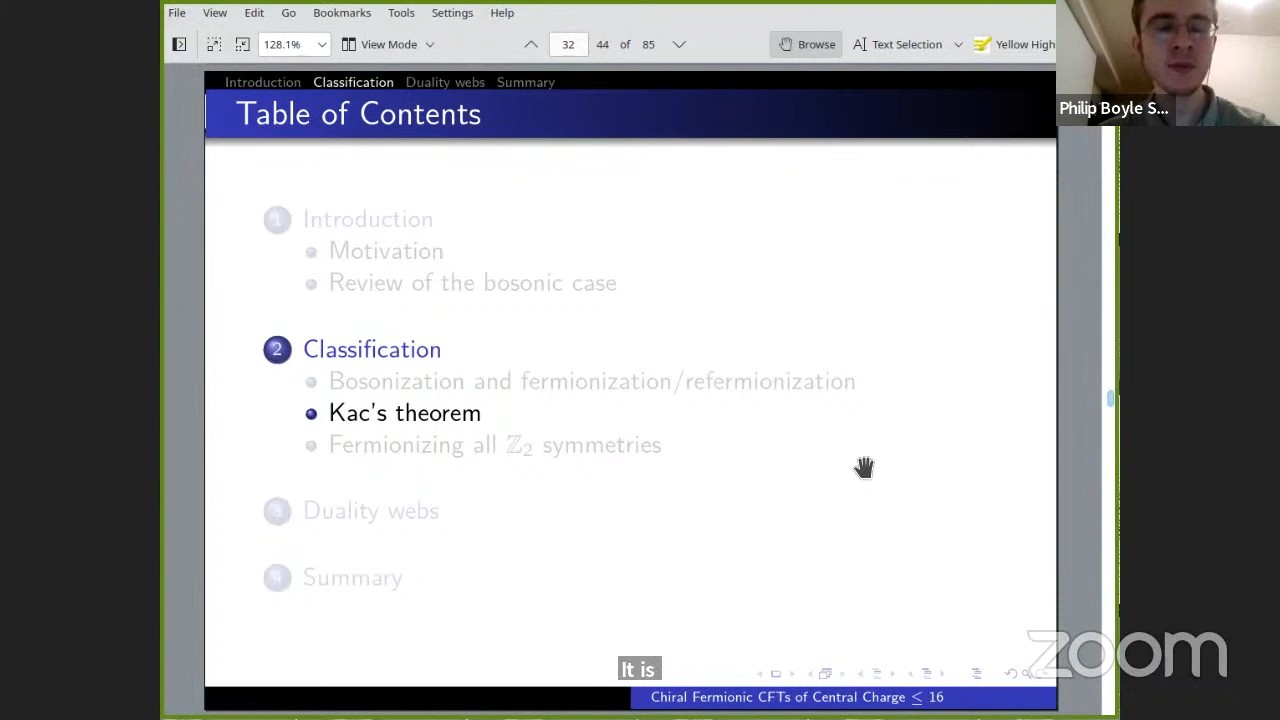 File View Edit Go Bookmarks Tools Settings Help
128.1% View Mode 32 44 of 85 Browse Text Selection Yellow High
Introduction Classification Duality webs Summary
Table of Contents
Philip Boyle S...
1 Introduction
Motivation
Review of the bosonic case
2 Classification
Bosonization and fermionization/refermionization
Kac's theorem
Fermionizing all ℤ₂ symmetries
3 Duality webs
4 Summary
zoom
It is
Chiral Fermionic CFTs of Central Charge ≤ 16